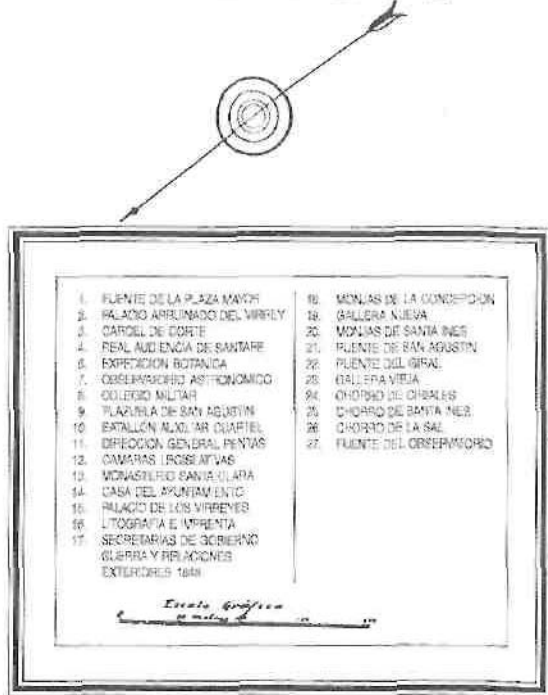 1. FUENTE DE LA PLAZA MAYOR
2. PALACIO ARRUINADO DEL VIRREY
3. CARCEL DE CORTE
4. REAL AUDIENCIA DE SANTAFE
6. EXPEDICION BOTANICA
7. OBSERVATORIO ASTRONOMICO
8. COLEGIO MILITAR
9. PLAZUELA DE SAN AGUSTIN
10. BATALLON AUXILIAR CUARTEL
11. DIRECCION GENERAL RENTAS
12. CAMARAS LEGISLATIVAS
13. MONASTERIO SANTA CLARA
14. CASA DEL AYUNTAMIENTO
15. PALACIO DE LOS VIRREYES
16. LITOGRAFIA E IMPRENTA
17. SECRETARIAS DE GOBIERNO
GUERRA Y RELACIONES
EXTERIORES 1848
18. MONJAS DE LA CONCEPCION
19. GALLERA NUEVA
20. MONJAS DE SANTA INES
21. PUENTE DE SAN AGUSTIN
22. PUENTE DEL GIRAL
23. GALLERA VIEJA
24. CHORRO DE
25. CHORRO DE SANTA INES
26. CHORRO DE LA SAL
27. FUENTE DEL OBSERVATORIO
Escala Gráfica